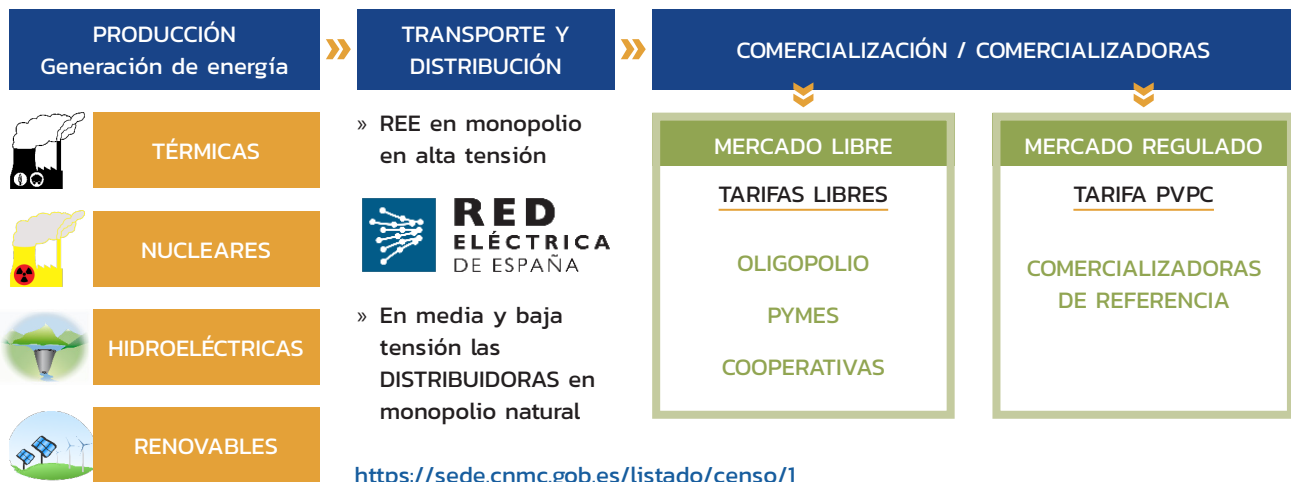 PRODUCCIÓN
Generación de energía
TÉRMICAS
NUCLEARES
HIDROELÉCTRICAS
RENOVABLES
TRANSPORTE Y
DISTRIBUCIÓN
» REE en monopolio
en alta tensión
RED
ELÉCTRICA
DE ESPAÑA
» En media y baja
tensión las
DISTRIBUIDORAS en
monopolio natural
https://sede.cnmc.gob.es/listado/censo/1
COMERCIALIZACIÓN / COMERCIALIZADORAS
MERCADO LIBRE
TARIFAS LIBRES
OLIGOPOLIO
PYMES
COOPERATIVAS
MERCADO REGULADO
TARIFA PVPC
COMERCIALIZADORAS
DE REFERENCIA